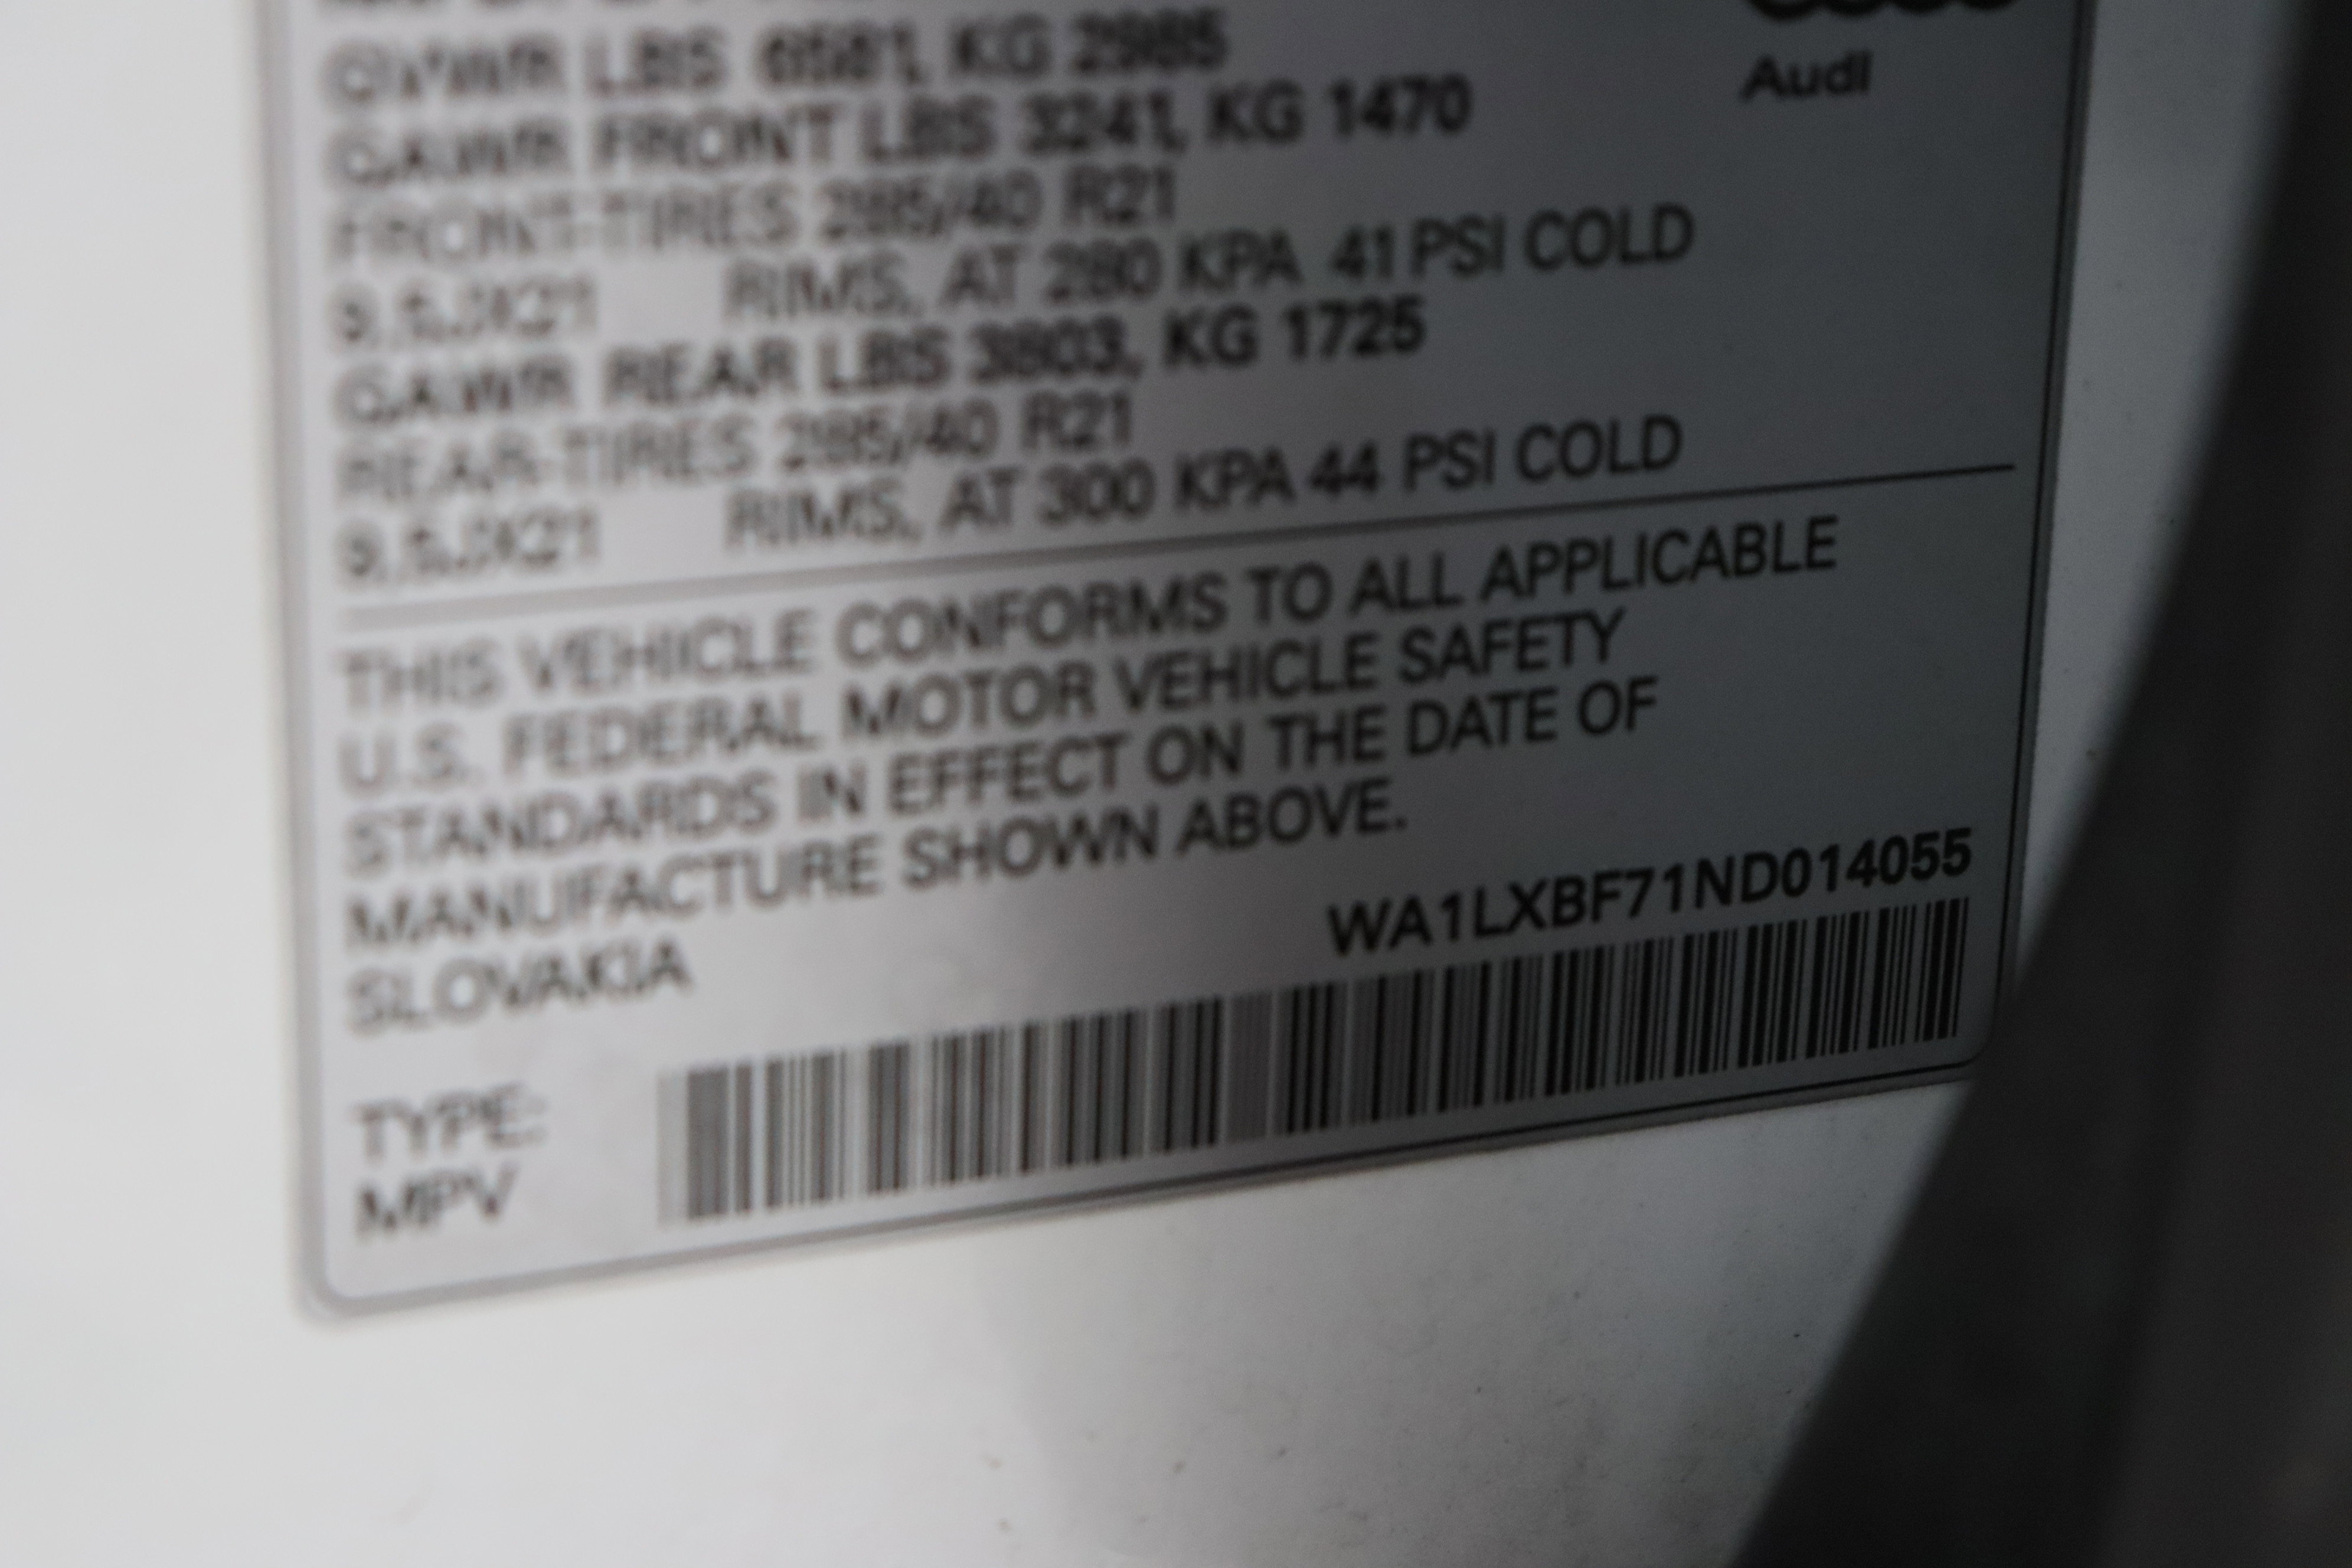 GVWR LBS 6581, KG 2985
Audi
GAWR FRONT LBS 3241, KG 1470
FRONT-TIRES 285/40 R21
9,5JX21 RIMS, AT 280 KPA 41 PSI COLD
GAWR REAR LBS 3803, KG 1725
REAR-TIRES 285/40 R21
9,5JX21 RIMS, AT 300 KPA 44 PSI COLD
THIS VEHICLE CONFORMS TO ALL APPLICABLE
U.S. FEDERAL MOTOR VEHICLE SAFETY
STANDARDS IN EFFECT ON THE DATE OF
MANUFACTURE SHOWN ABOVE.
SLOVAKIA
WA1LXBF71ND014055
TYPE:
MPV